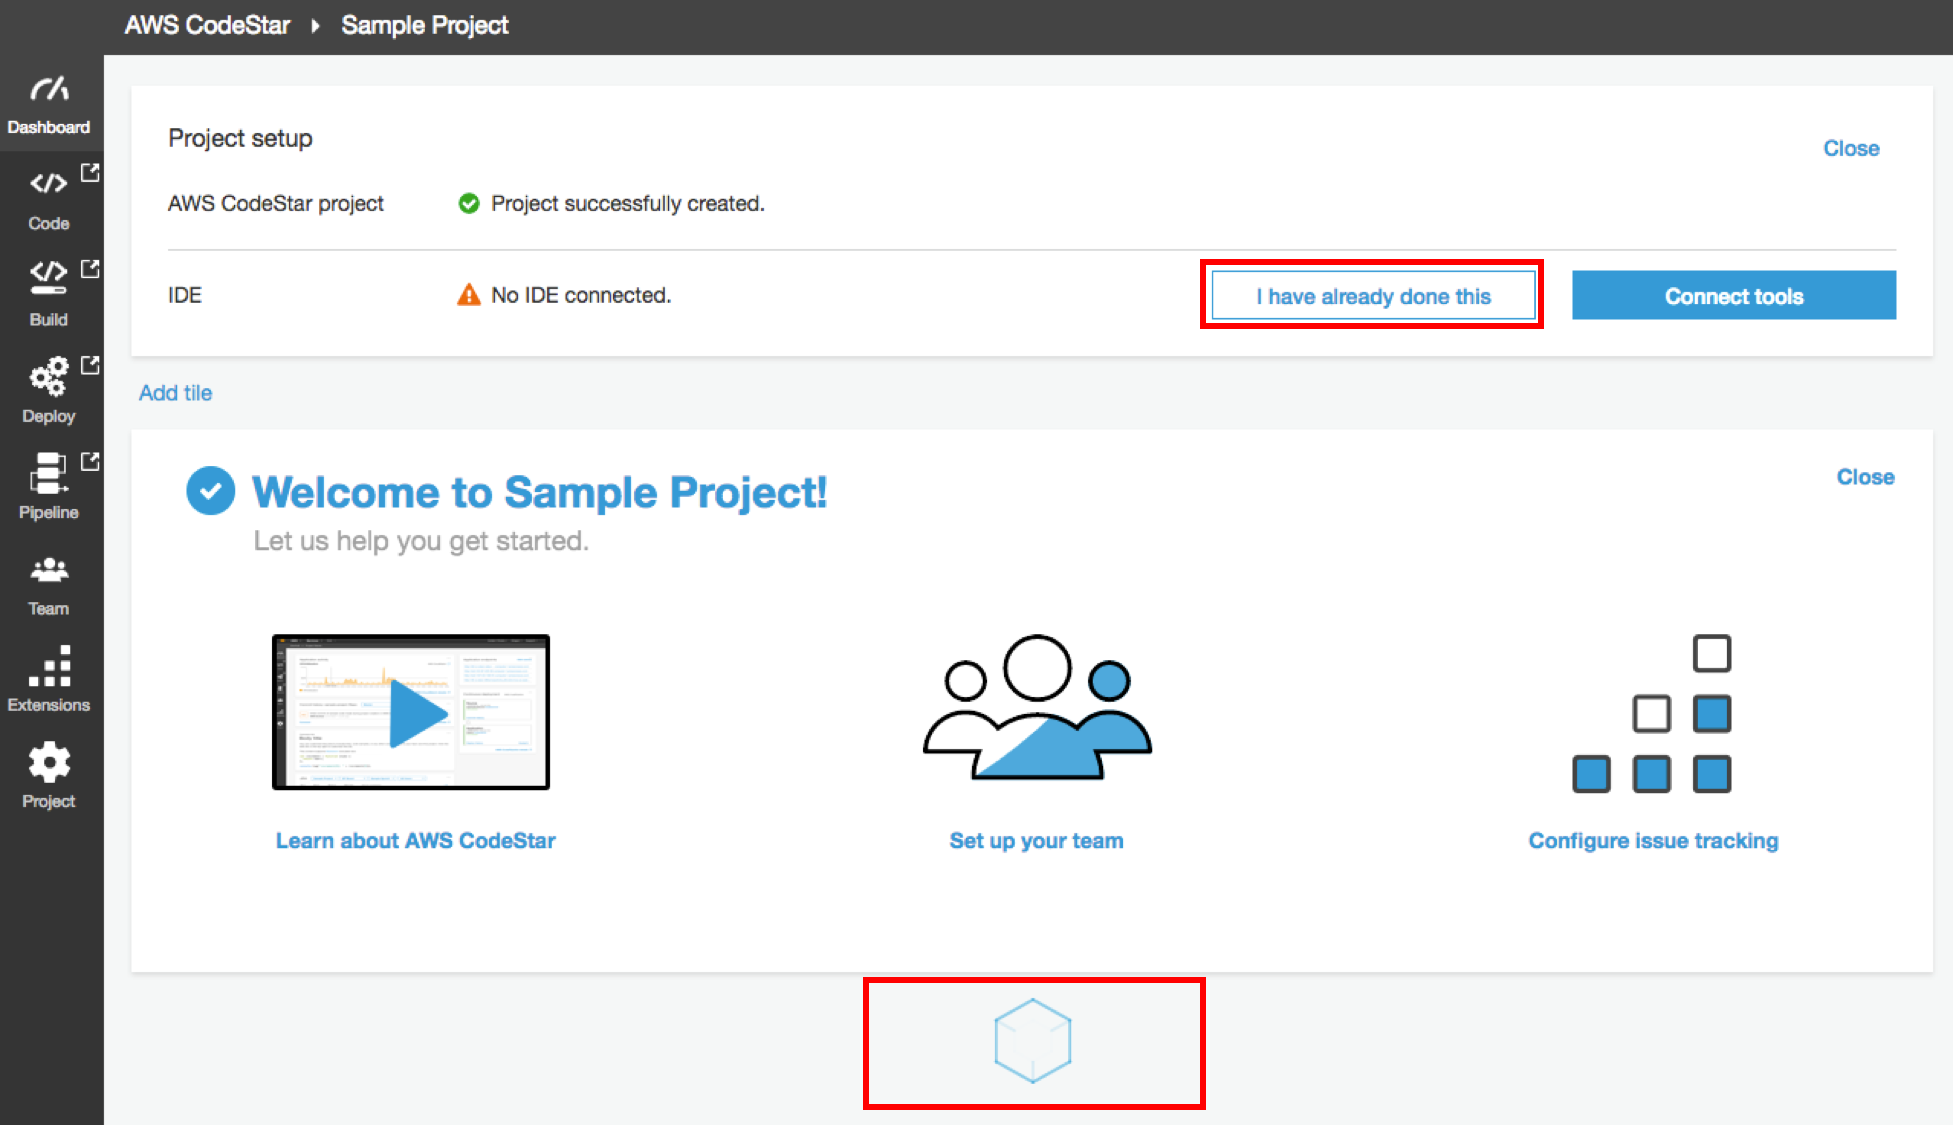 AWS CodeStar Sample Project
Dashboard
Code
Build
Deploy
Pipeline
Team
Extensions
Project
Project setup
Close
AWS CodeStar project Project successfully created.
IDE No IDE connected. I have already done this Connect tools
Add tile
Welcome to Sample Project!
Close
Let us help you get started.
Learn about AWS CodeStar Set up your team Configure issue tracking